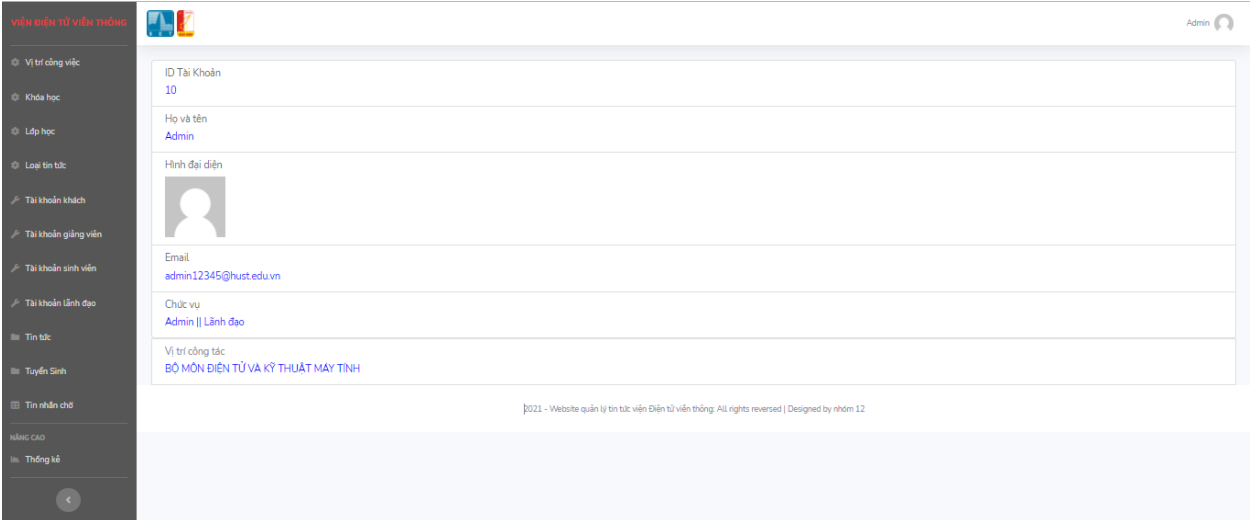 VIỆN ĐIỆN TỬ VIỄN THÔNG
Admin
Vị trí công việc
Khóa học
Lớp học
Loại tin tức
Tài khoản khách
Tài khoản giảng viên
Tài khoản sinh viên
Tài khoản lãnh đạo
Tin tức
Tuyển Sinh
Tin nhắn chờ
NÂNG CAO
Thống kê
ID Tài Khoản
10
Họ và tên
Admin
Hình đại diện
Email
admin12345@hust.edu.vn
Chức vụ
Admin || Lãnh đạo
Vị trí công tác
BỘ MÔN ĐIỆN TỬ VÀ KỸ THUẬT MÁY TÍNH
2021 - Website quản lý tin tức viện Điện tử viễn thông: All rights reversed | Designed by nhóm 12